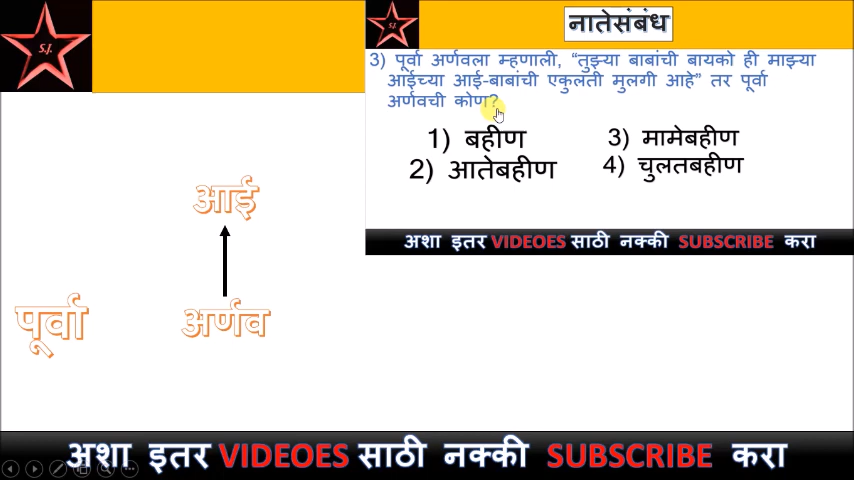 S.J.
S.J.
नातेसंबंध
3) पूर्वा अर्णवला म्हणाली, “तुझ्या बाबांची बायको ही माझ्या
आईच्या आई-बाबांची एकुलती मुलगी आहे” तर पूर्वा
अर्णवची कोण?
1) बहीण
3) मामेबहीण
2) आतेबहीण
4) चुलतबहीण
अशा इतर VIDEOES साठी नक्की SUBSCRIBE करा
आई
पूर्वा
अर्णव
अशा इतर VIDEOES साठी नक्की SUBSCRIBE करा